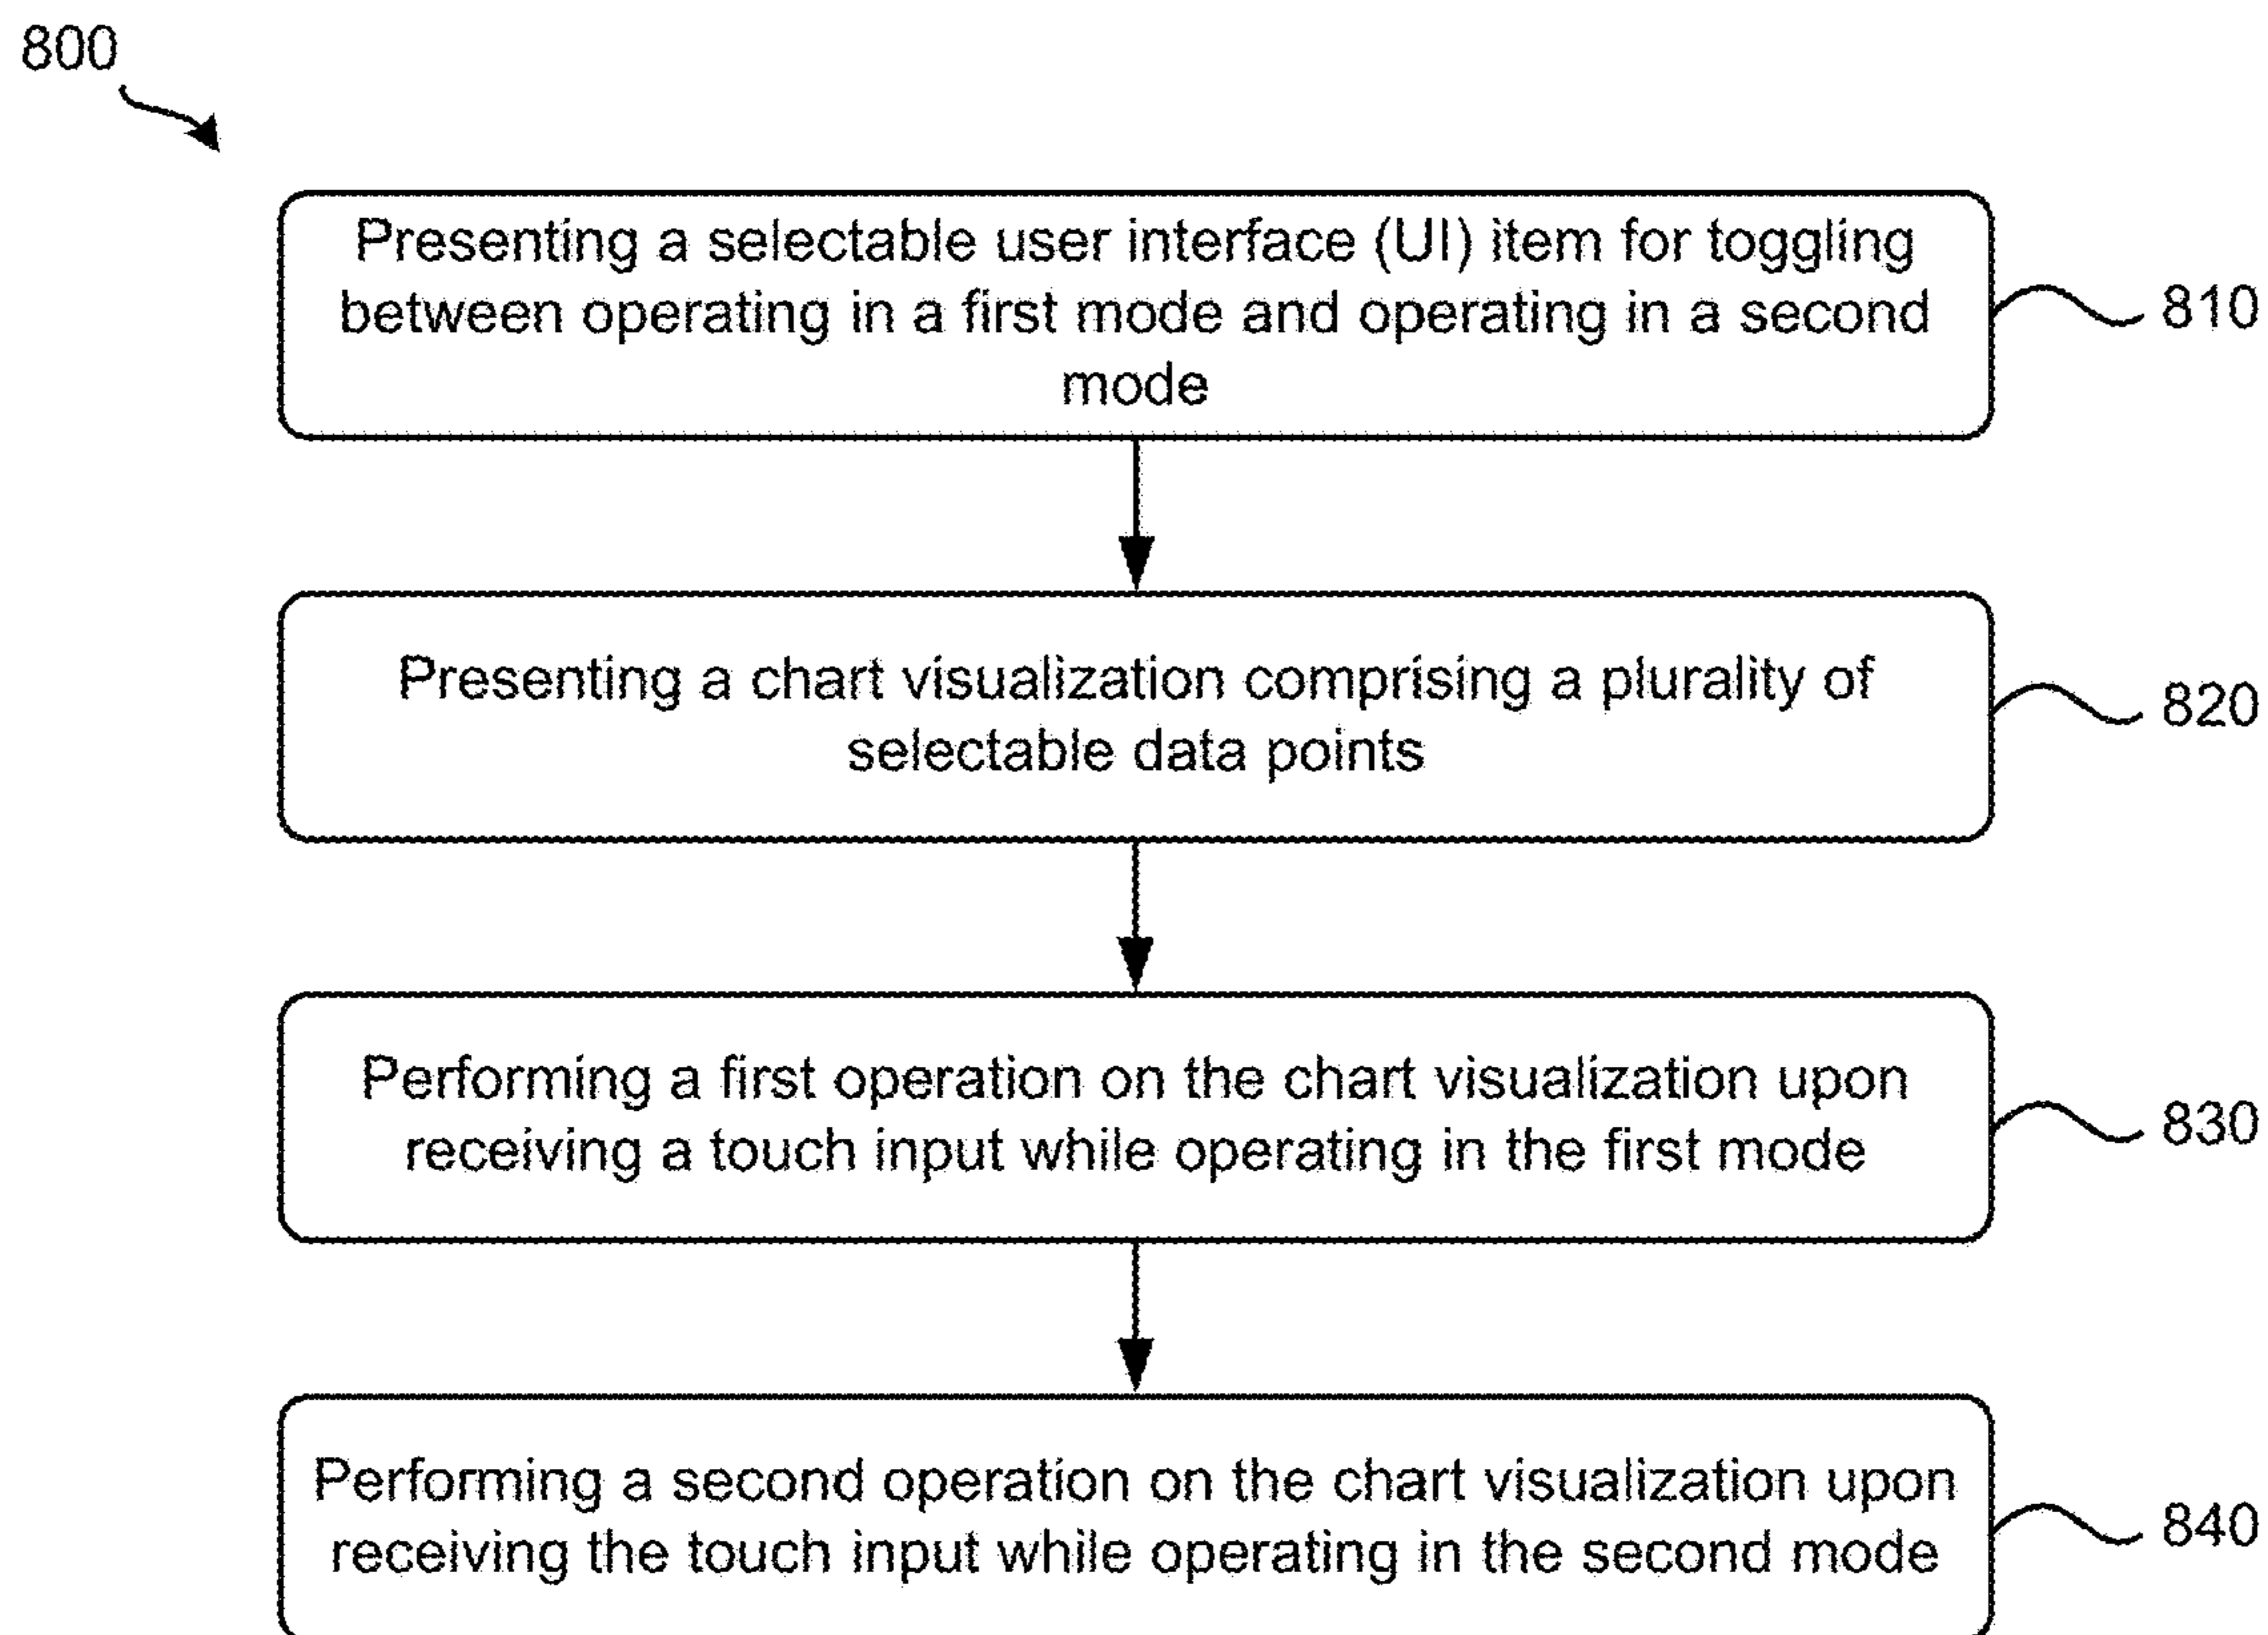 800
Presenting a selectable user interface (UI) item for toggling
between operating in a first mode and operating in a second
mode
810
Presenting a chart visualization comprising a plurality of
selectable data points
820
Performing a first operation on the chart visualization upon
receiving a touch input while operating in the first mode
830
Performing a second operation on the chart visualization upon
receiving the touch input while operating in the second mode
840